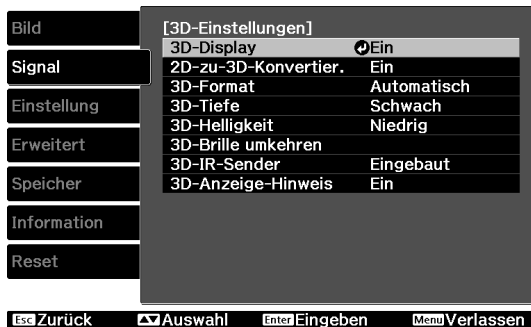 Bild
Signal
Einstellung
Erweitert
Speicher
Information
Reset
[3D-Einstellungen]
3D-Display Ein
2D-zu-3D-Konvertier. Ein
3D-Format Automatisch
3D-Tiefe Schwach
3D-Helligkeit Niedrig
3D-Brille umkehren
3D-IR-Sender Eingebaut
3D-Anzeige-Hinweis Ein
Esc Zurück Auswahl Enter Eingeben Menu Verlassen